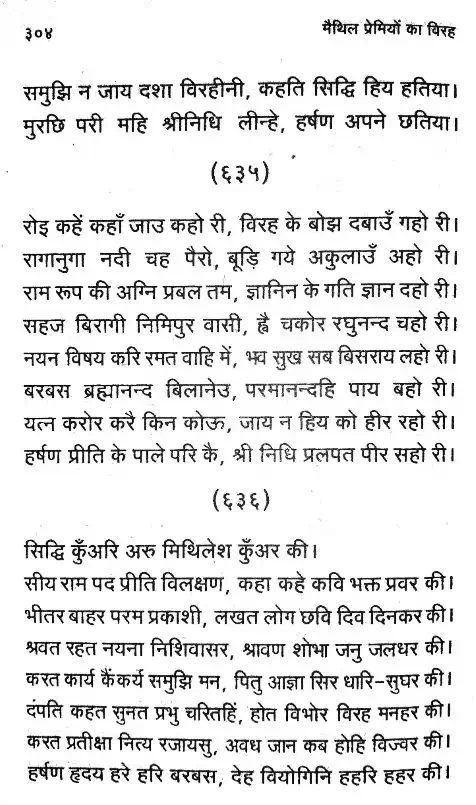 ३०४ मैथिल प्रेमियों का विरह
समुझि न जाय दशा विरहीनी, कहति सिद्धि हिय हतिया।
मुरछि परी महि श्रीनिधि लीन्हे, हर्षण अपने छतिया।
(६३५)
रोइ कहें कहाँ जाउ कहो री, विरह के बोझ दबाउँ गहो री।
रागानुगा नदी चह पैरो, बूड़ि गये अकुलाउँ अहो री।
राम रूप की अग्नि प्रबल तम, ज्ञानिन के गति ज्ञान दहो री।
सहज बिरागी निमिपुर वासी, ह्वै चकोर रघुनन्द चहो री।
नयन विषय करि रमत वाहि में, भव सुख सब बिसराय लहो री।
बरबस ब्रह्मानन्द बिलानेउ, परमानन्दहि पाय बहो री।
यत्न करोर करै किन कोऊ, जाय न हिय को हीर रहो री।
हर्षण प्रीति के पाले परि कै, श्री निधि प्रलपत पीर सहो री।
(६३६)
सिद्धि कुँअरि अरु मिथिलेश कुँअर की।
सीय राम पद प्रीति विलक्षण, कहा कहे कवि भक्त प्रवर की।
भीतर बाहर परम प्रकाशी, लखत लोग छवि दिव दिनकर की।
श्रवत रहत नयना निशिवासर, श्रावण शोभा जनु जलधर की।
करत कार्य कैंकर्य समुझि मन, पितु आज्ञा सिर धारि-सुघर की।
दंपति कहत सुनत प्रभु चरितहिं, होत विभोर विरह मनहर की।
करत प्रतीक्षा नित्य रजायसु, अवध जान कब होहि विज्वर की।
हर्षण हृदय हरे हरि बरबस, देह वियोगिनि हहरि हहर की।